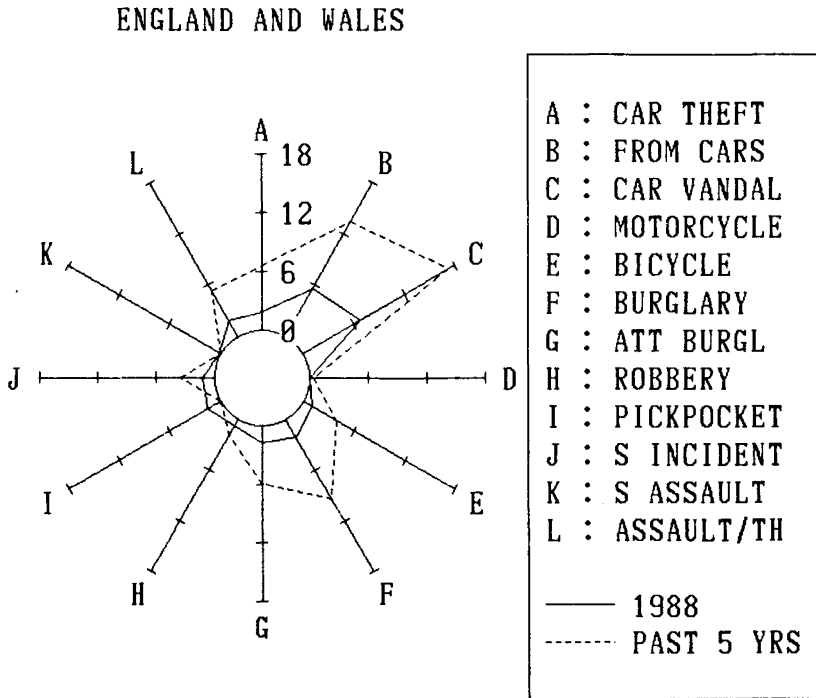 ENGLAND AND WALES
A
18
12
6
0
B
C
D
E
F
G
H
I
J
K
L
A : CAR THEFT
B : FROM CARS
C : CAR VANDAL
D : MOTORCYCLE
E : BICYCLE
F : BURGLARY
G : ATT BURGL
H : ROBBERY
I : PICKPOCKET
J : S INCIDENT
K : S ASSAULT
L : ASSAULT/TH
1988
PAST 5 YRS